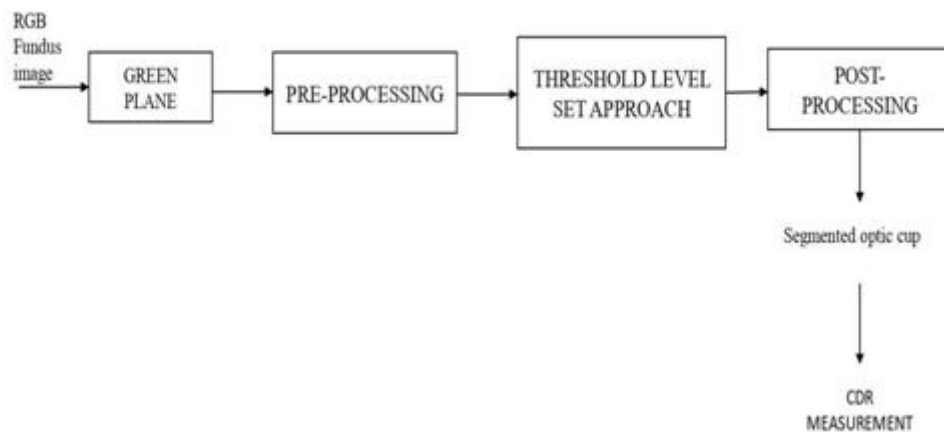 RGB
Fundus
image
GREEN
PLANE
PRE-PROCESSING
THRESHOLD LEVEL
SET APPROACH
POST-
PROCESSING
Segmented optic cup
CDR
MEASUREMENT